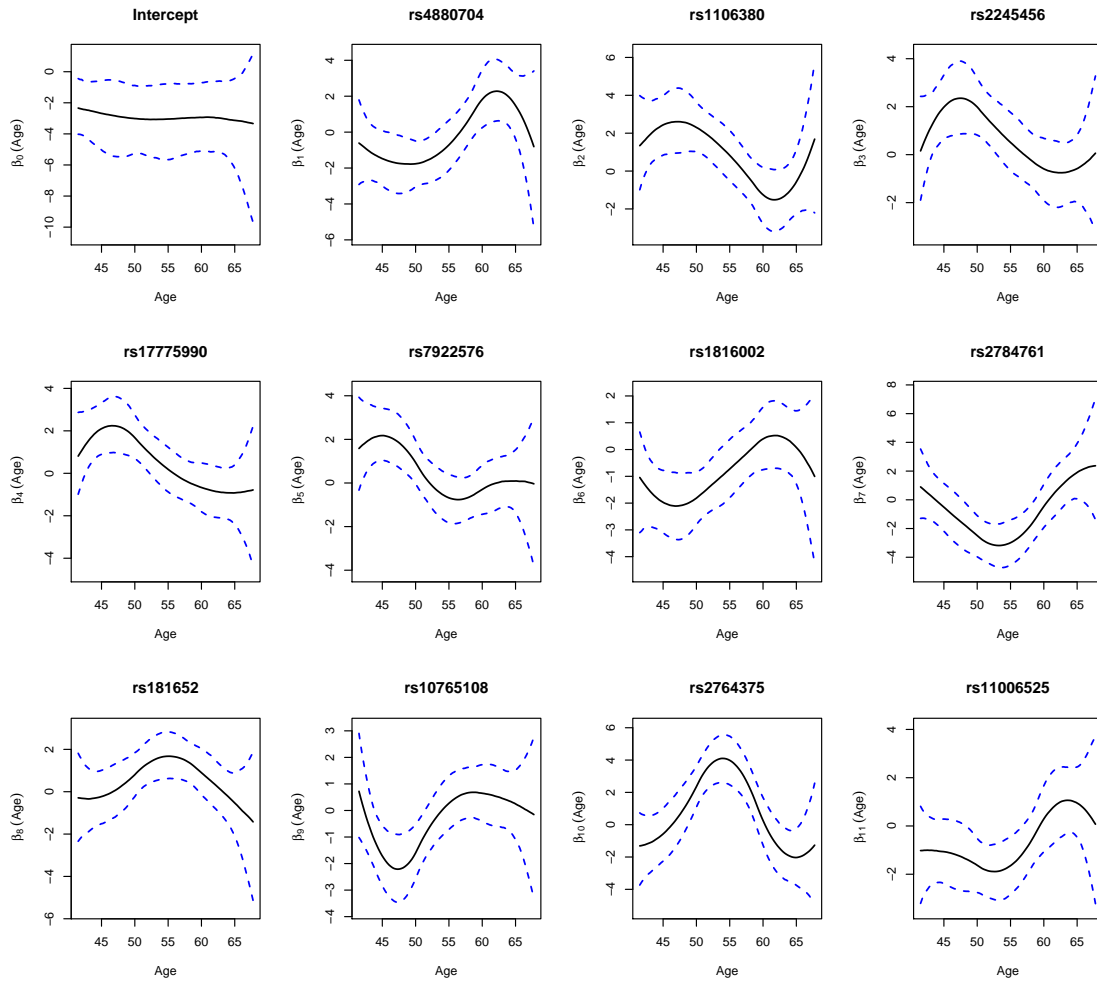 Intercept
β0 (Age)
0
−2
−4
−6
−8
−10
45 50 55 60 65
Age
rs4880704
β1 (Age)
4
2
0
−2
−4
−6
45 50 55 60 65
Age
rs1106380
β2 (Age)
6
4
2
0
−2
45 50 55 60 65
Age
rs2245456
β3 (Age)
4
2
0
−2
45 50 55 60 65
Age
rs17775990
β4 (Age)
4
2
0
−2
−4
45 50 55 60 65
Age
rs7922576
β5 (Age)
4
2
0
−2
−4
45 50 55 60 65
Age
rs1816002
β6 (Age)
2
1
0
−1
−2
−3
−4
45 50 55 60 65
Age
rs2784761
β7 (Age)
8
6
4
2
0
−2
−4
45 50 55 60 65
Age
rs181652
β8 (Age)
2
0
−2
−4
−6
45 50 55 60 65
Age
rs10765108
β9 (Age)
3
2
1
0
−1
−2
−3
−4
45 50 55 60 65
Age
rs2764375
β10 (Age)
6
4
2
0
−2
−4
45 50 55 60 65
Age
rs11006525
β11 (Age)
4
2
0
−2
45 50 55 60 65
Age